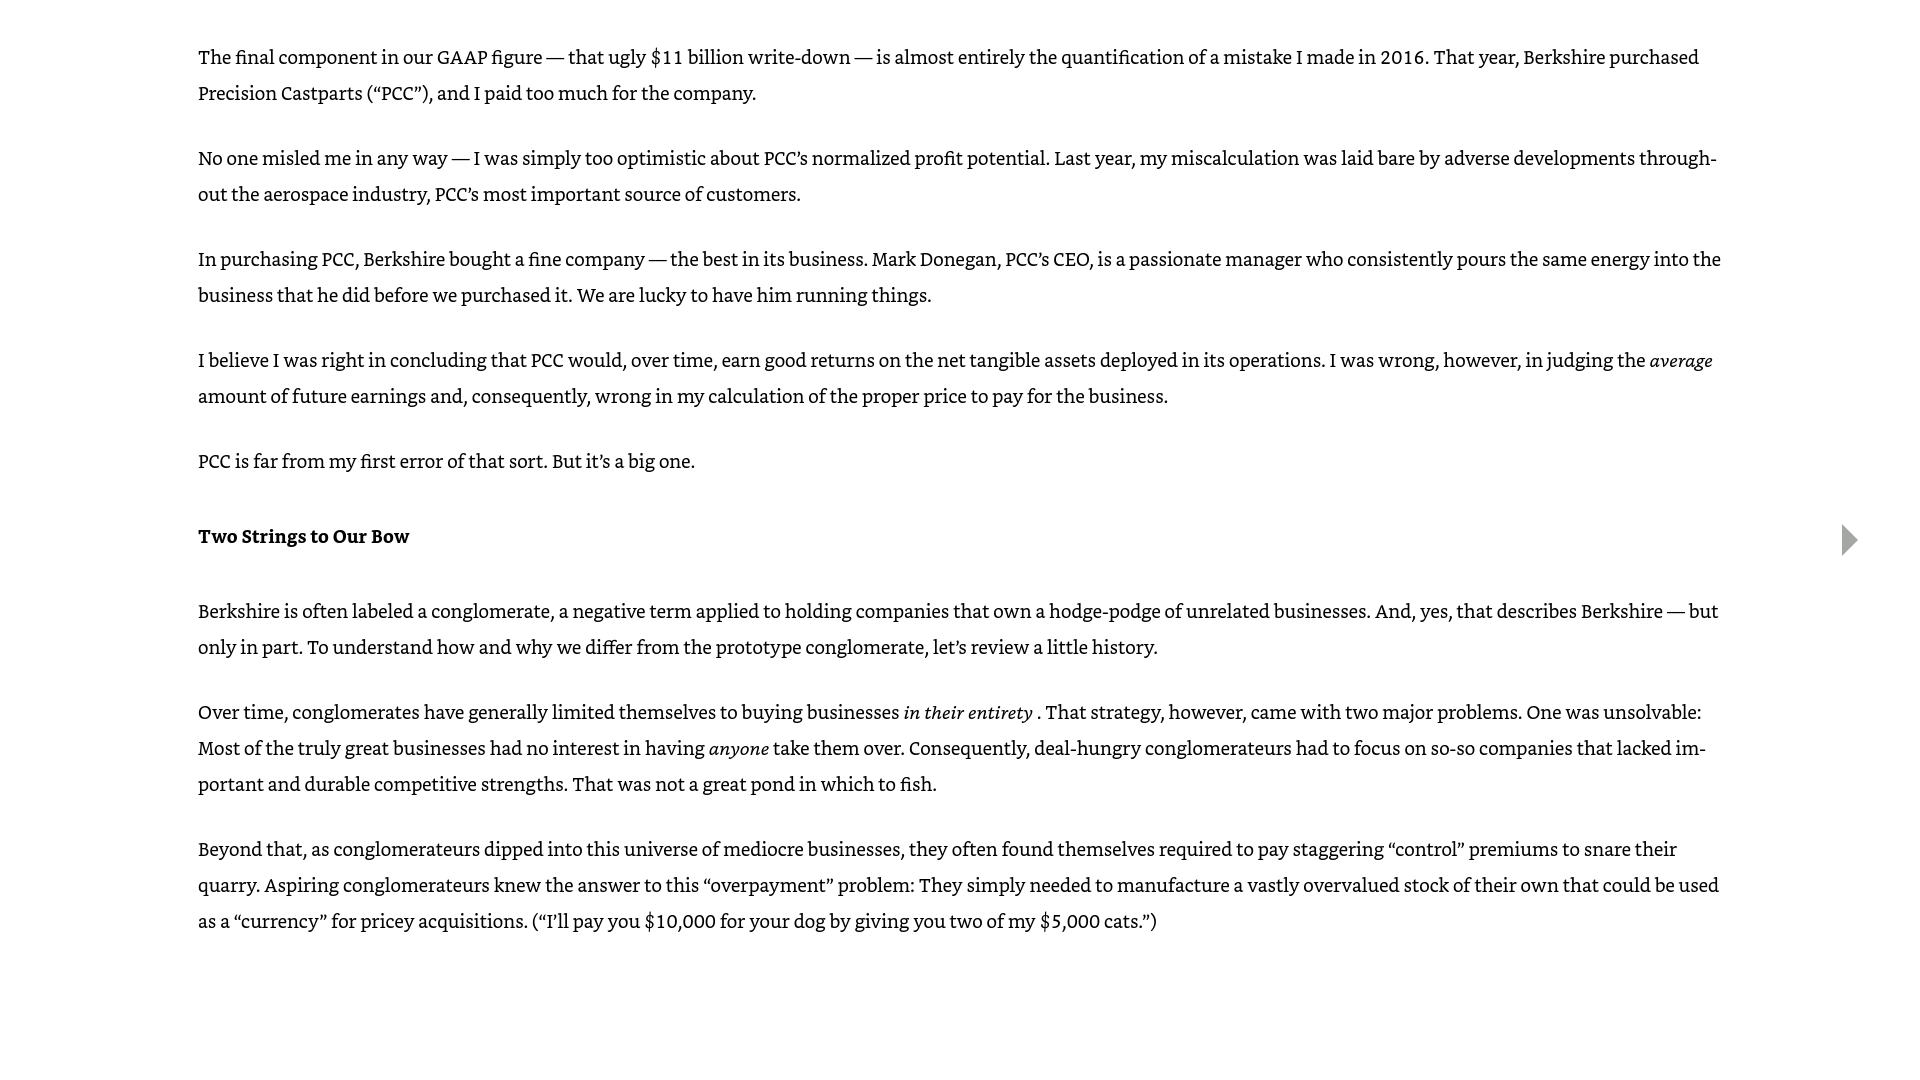 The final component in our GAAP figure — that ugly $11 billion write-down — is almost entirely the quantification of a mistake I made in 2016. That year, Berkshire purchased
Precision Castparts (“PCC”), and I paid too much for the company.
No one misled me in any way — I was simply too optimistic about PCC’s normalized profit potential. Last year, my miscalculation was laid bare by adverse developments through-
out the aerospace industry, PCC’s most important source of customers.
In purchasing PCC, Berkshire bought a fine company — the best in its business. Mark Donegan, PCC’s CEO, is a passionate manager who consistently pours the same energy into the
business that he did before we purchased it. We are lucky to have him running things.
I believe I was right in concluding that PCC would, over time, earn good returns on the net tangible assets deployed in its operations. I was wrong, however, in judging the average
amount of future earnings and, consequently, wrong in my calculation of the proper price to pay for the business.
PCC is far from my first error of that sort. But it’s a big one.
Two Strings to Our Bow
Berkshire is often labeled a conglomerate, a negative term applied to holding companies that own a hodge-podge of unrelated businesses. And, yes, that describes Berkshire — but
only in part. To understand how and why we differ from the prototype conglomerate, let’s review a little history.
Over time, conglomerates have generally limited themselves to buying businesses in their entirety . That strategy, however, came with two major problems. One was unsolvable:
Most of the truly great businesses had no interest in having anyone take them over. Consequently, deal-hungry conglomerateurs had to focus on so-so companies that lacked im-
portant and durable competitive strengths. That was not a great pond in which to fish.
Beyond that, as conglomerateurs dipped into this universe of mediocre businesses, they often found themselves required to pay staggering “control” premiums to snare their
quarry. Aspiring conglomerateurs knew the answer to this “overpayment” problem: They simply needed to manufacture a vastly overvalued stock of their own that could be used
as a “currency” for pricey acquisitions. (“I’ll pay you $10,000 for your dog by giving you two of my $5,000 cats.”)